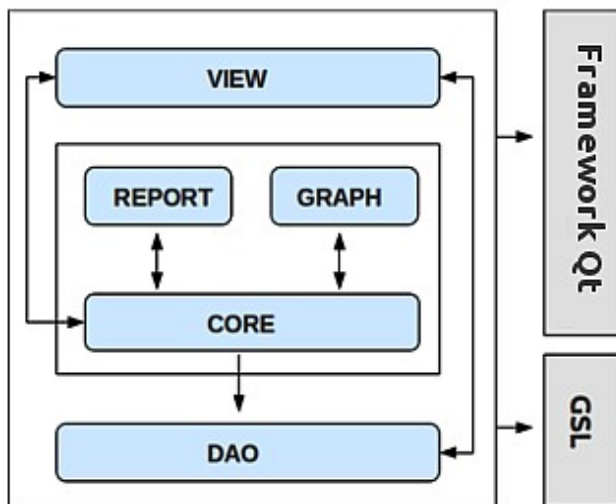 VIEW
REPORT
GRAPH
CORE
DAO
Framework Qt
GSL